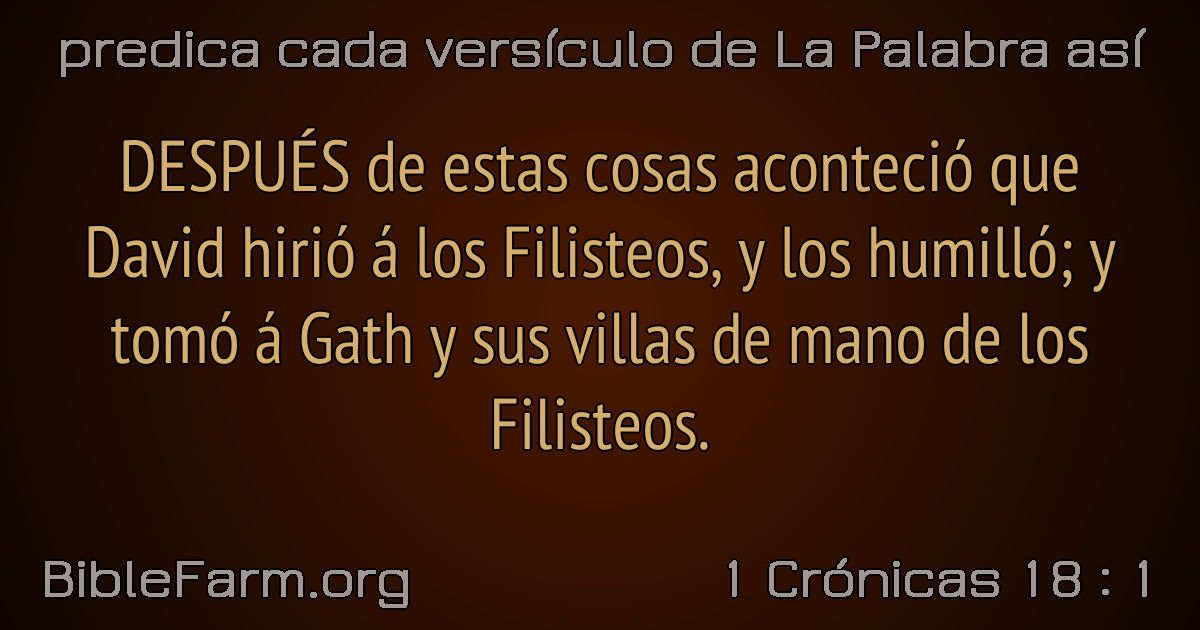 predica cada versículo de La Palabra así
DESPUÉS de estas cosas aconteció que
David hirió á los Filisteos, y los humilló; y
tomó á Gath y sus villas de mano de los
Filisteos.
BibleFarm.org
1 Crónicas 18 : 1